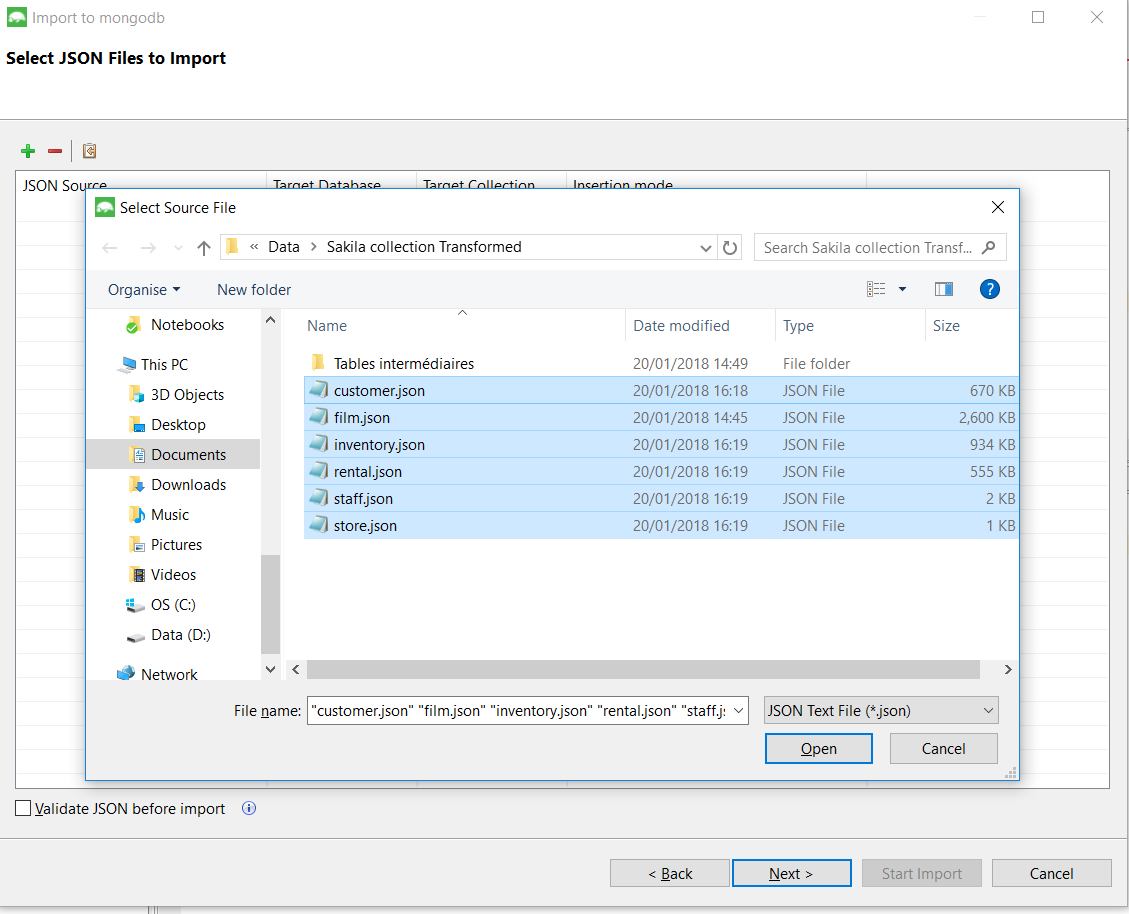 Import to mongodb
Select JSON Files to Import
JSON Source Target Database Target Collection Insertion mode
Select Source File
« Data > Sakila collection Transformed Search Sakila collection Transf...
Organise New folder ?
Name Date modified Type Size
Notebooks
This PC
3D Objects
Desktop
Documents
Downloads
Music
Pictures
Videos
OS (C:)
Data (D:)
Network
Tables intermédiaires 20/01/2018 14:49 File folder
customer.json 20/01/2018 16:18 JSON File 670 KB
film.json 20/01/2018 14:45 JSON File 2,600 KB
inventory.json 20/01/2018 16:19 JSON File 934 KB
rental.json 20/01/2018 16:19 JSON File 555 KB
staff.json 20/01/2018 16:19 JSON File 2 KB
store.json 20/01/2018 16:19 JSON File 1 KB
File name: "customer.json" "film.json" "inventory.json" "rental.json" "staff.js JSON Text File (*.json)
Open Cancel
Validate JSON before import
< Back Next > Start Import Cancel